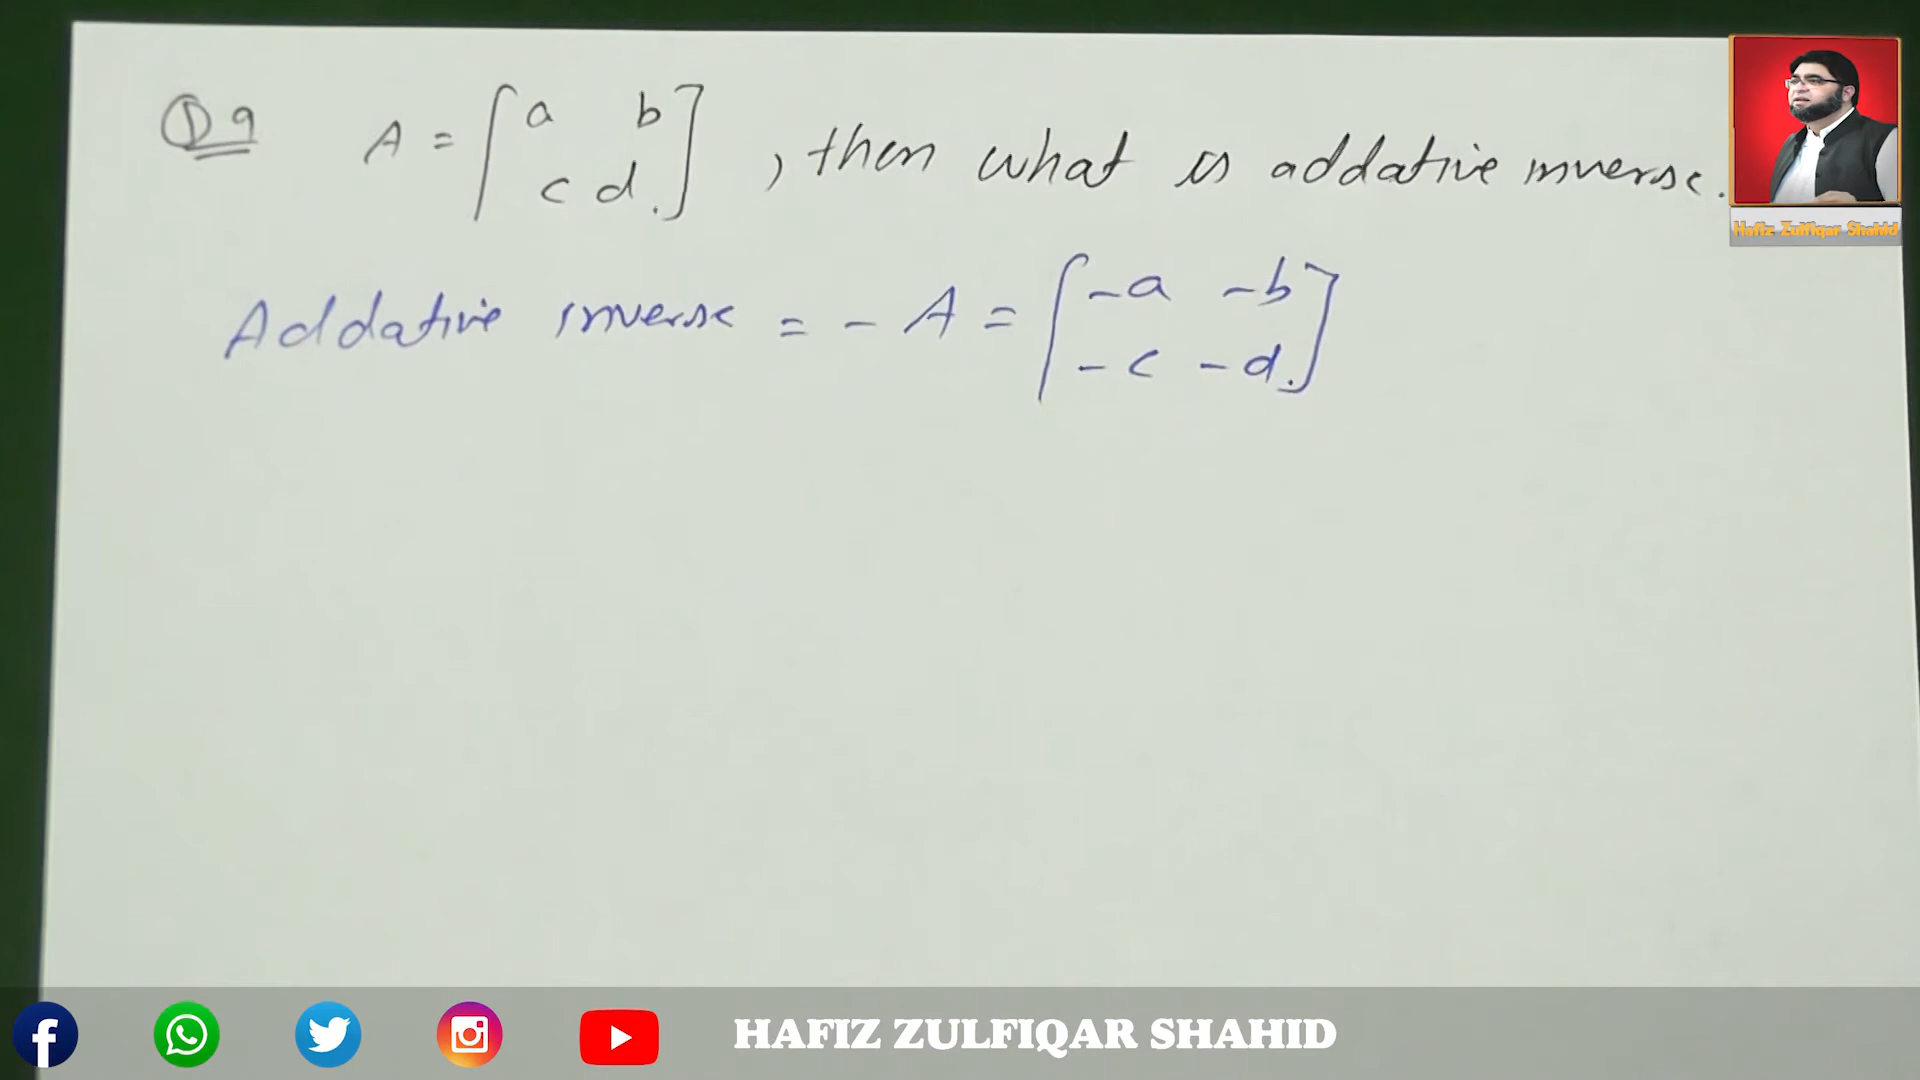 Q9 A = [ a b
c d. ] , then what is addative inverse.
Hafiz Zulfiqar Shahid
Addative inverse = - A = [ -a -b
-c -d. ]
HAFIZ ZULFIQAR SHAHID